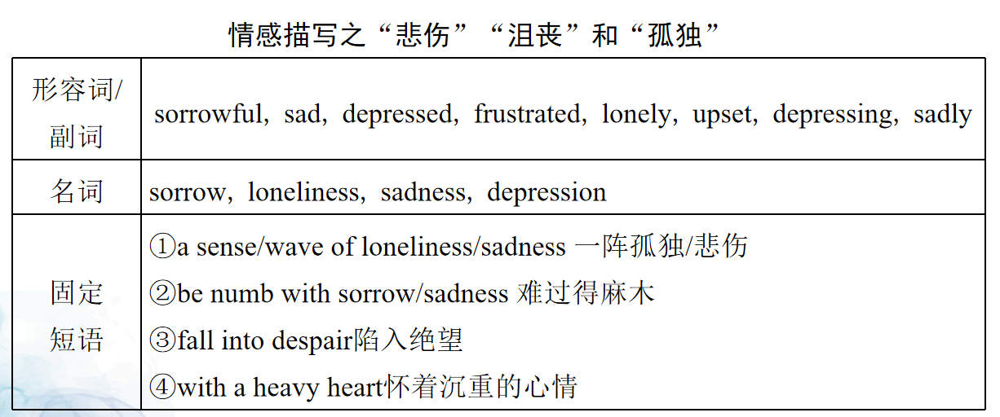 情感描写之“悲伤”“沮丧”和“孤独”
形容词/
副词
sorrowful, sad, depressed, frustrated, lonely, upset, depressing, sadly
名词
sorrow, loneliness, sadness, depression
固定
短语
①a sense/wave of loneliness/sadness 一阵孤独/悲伤
②be numb with sorrow/sadness 难过得麻木
③fall into despair陷入绝望
④with a heavy heart怀着沉重的心情